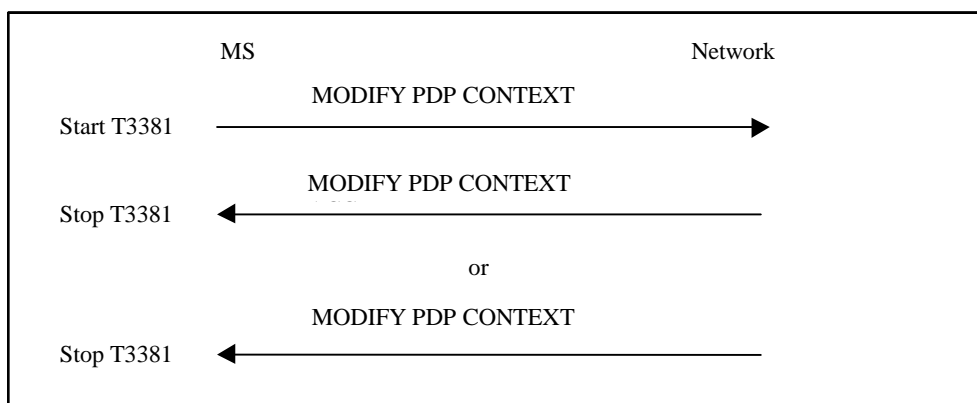 MS Network
MODIFY PDP CONTEXT
Start T3381
MODIFY PDP CONTEXT
Stop T3381
or
MODIFY PDP CONTEXT
Stop T3381